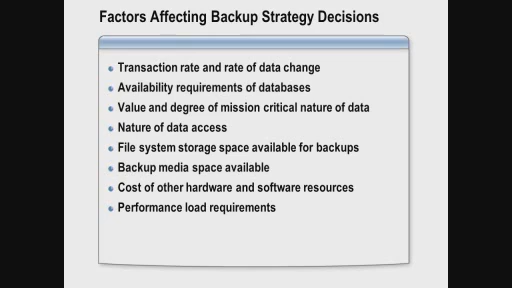 Factors Affecting Backup Strategy Decisions
Transaction rate and rate of data change
Availability requirements of databases
Value and degree of mission critical nature of data
Nature of data access
File system storage space available for backups
Backup media space available
Cost of other hardware and software resources
Performance load requirements